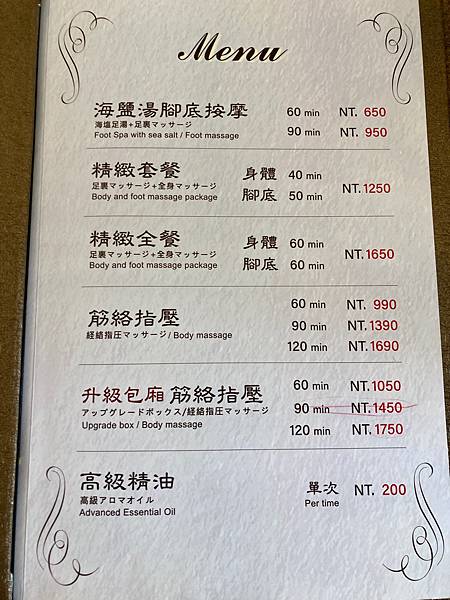 Menu
海鹽湯腳底按摩 60 min NT. 650
海塩足湯+足裏マッサージ 90 min NT. 950
Foot Spa with sea salt / Foot massage
精緻套餐 身體 40 min
足裏マッサージ+全身マッサージ NT.1250
Body and foot massage package 腳底 50 min
精緻全餐 身體 60 min
足裏マッサージ+全身マッサージ NT.1650
Body and foot massage package 腳底 60 min
60 min NT. 990
筋絡指壓 90 min NT.1390
経絡指圧マッサージ/ Body massage
120 min NT.1690
60 min NT.1050
升級包廂 筋絡指壓
アップグレードボックス/経絡指圧マッサージ 90 min NT.1450
Upgrade box / Body massage 120 min NT.1750
高級精油 單次 NT. 200
高級アロマオイル Per time
Advanced Essential Oil